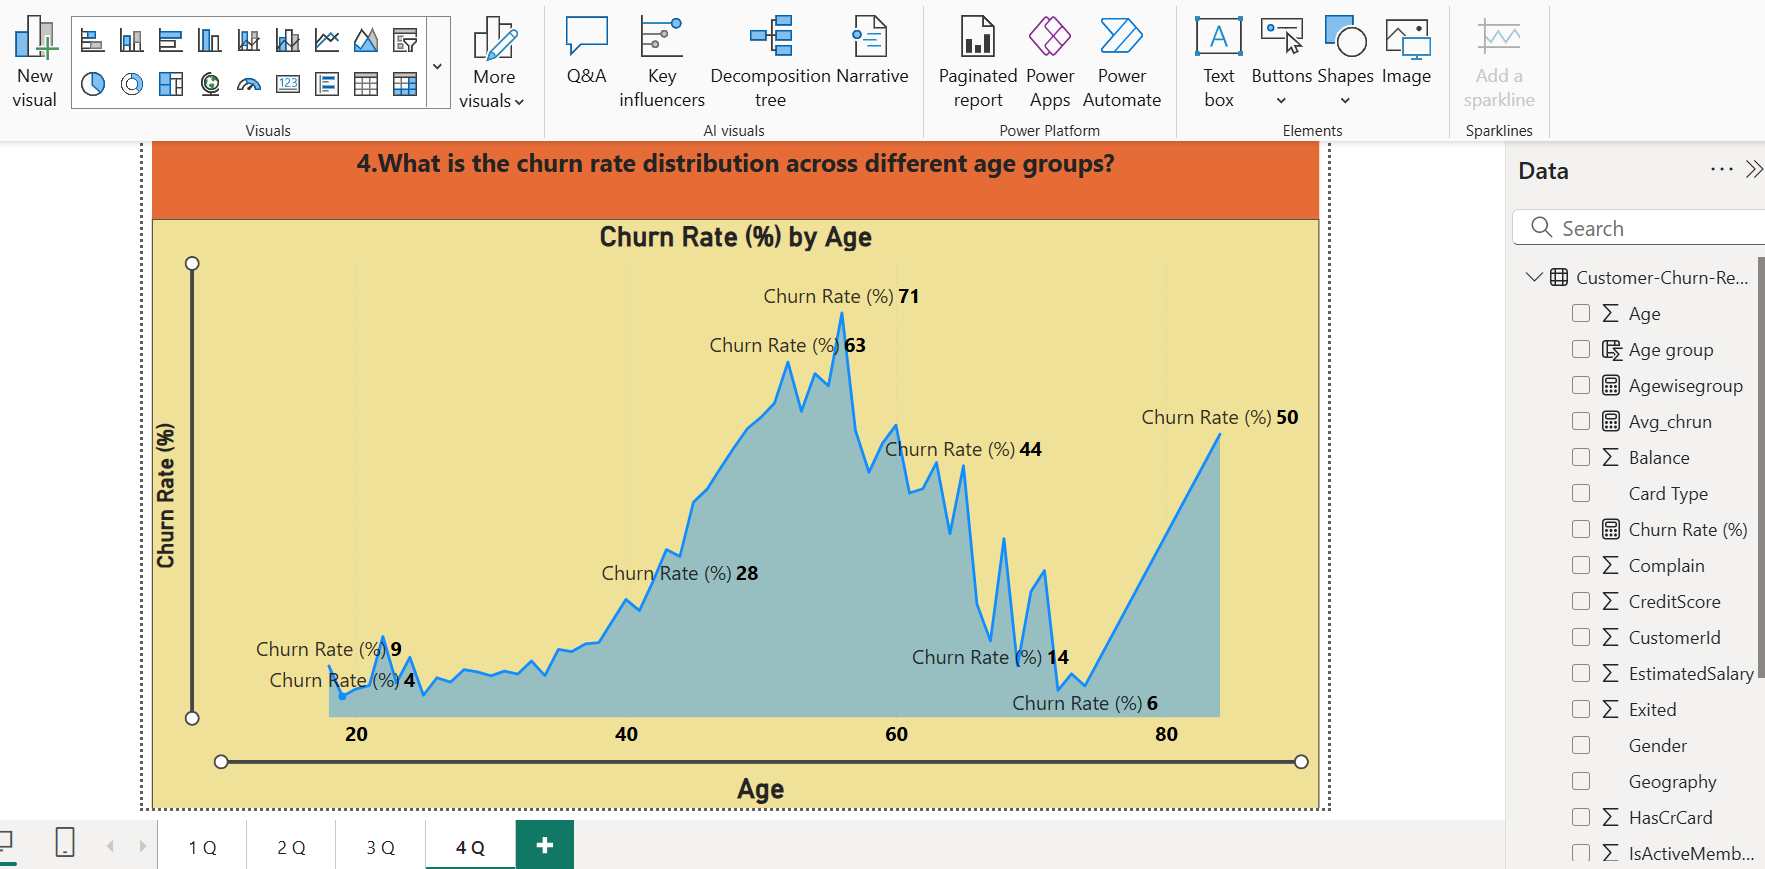 New
visual
123
More
visuals
Visuals
Q&A
Key
influencers
Decomposition
tree
Narrative
AI visuals
Paginated
report
Power
Apps
Power
Automate
Power Platform
A
Text
box
Buttons
Shapes
Image
Elements
Add a
sparkline
Sparklines
4.What is the churn rate distribution across different age groups?
Churn Rate (%) by Age
Churn Rate (%) 71
Churn Rate (%) 63
Churn Rate (%) 50
Churn Rate (%) 44
Churn Rate (%) 28
Churn Rate (%) 9
Churn Rate (%) 14
Churn Rate (%) 4
Churn Rate (%) 6
Churn Rate (%)
20 40 60 80
Age
Data
Search
Customer-Churn-Re...
Age
Age group
Agewisegroup
Avg_chrun
Balance
Card Type
Churn Rate (%)
Complain
CreditScore
CustomerId
EstimatedSalary
Exited
Gender
Geography
HasCrCard
IsActiveMemb...
1 Q 2 Q 3 Q 4 Q +